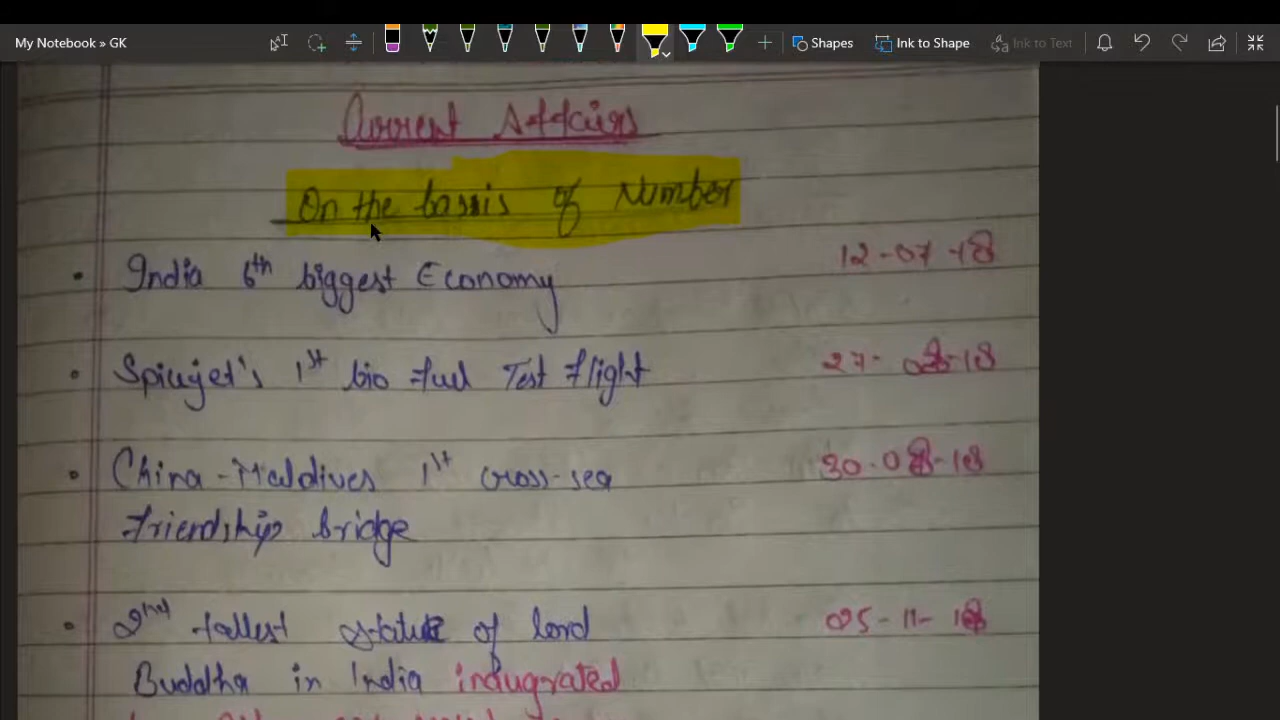 My Notebook » GK
Shapes
Ink to Shape
Ink to Text
Current Affairs
On the basis of Number
India 6th biggest Economy 12-07-18
Spicejet's 1st bio fuel Test flight 27-08-18
China-Maldives 1st cross-sea 30-08-18
friendship bridge
2nd tallest statue of lord 25-11-18
Buddha in India inaugrated